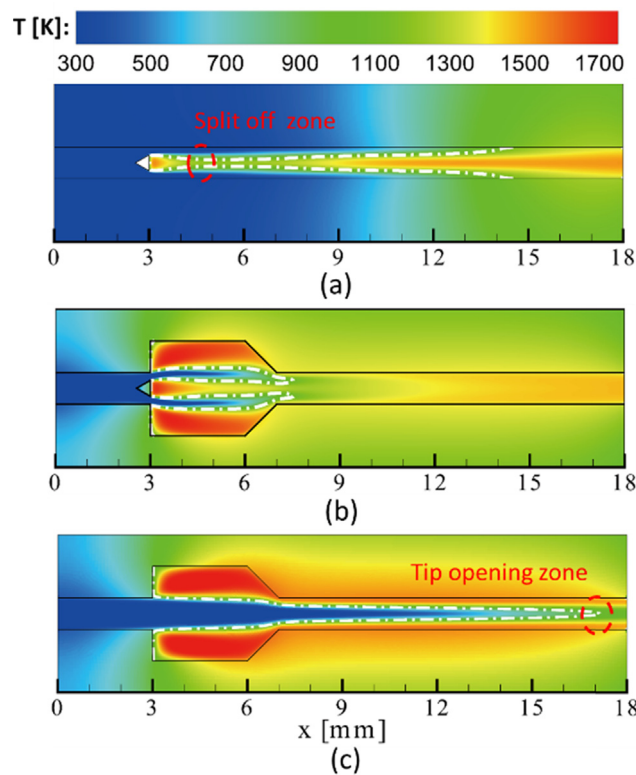 T [K]: 300 500 700 900 1100 1300 1500 1700
Split off zone
0 3 6 9 12 15 18
(a)
0 3 6 9 12 15 18
(b)
Tip opening zone
0 3 6 9 12 15 18
x [mm]
(c)